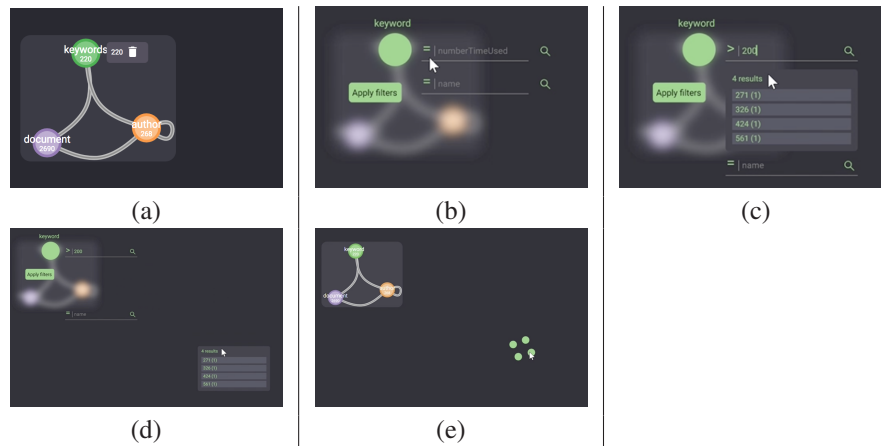 keywords
220
220
document
2690
author
268
(a)
keyword
= numberTimeUsed
= name
Apply filters
(b)
keyword
> 200
4 results
271 (1)
326 (1)
424 (1)
561 (1)
Apply filters
= name
(c)
keyword
> 200
Apply filters
= name
4 results
271 (1)
326 (1)
424 (1)
561 (1)
(d)
keyword
document
author
(e)